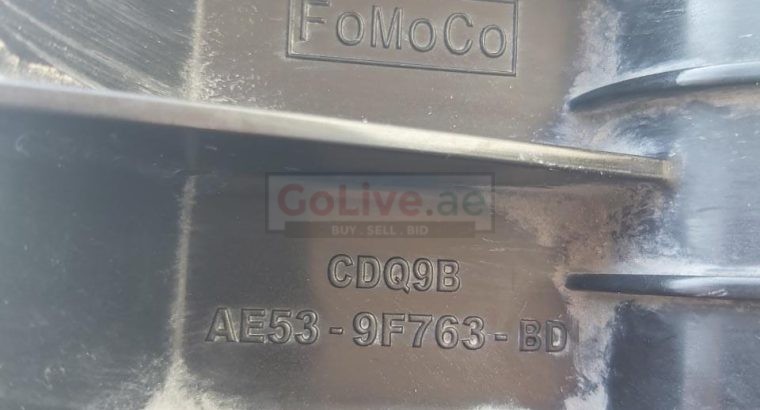 FoMoCo
GoLive.ae
BUY . SELL . BID
CDQ9B
AE53-9F763-BD